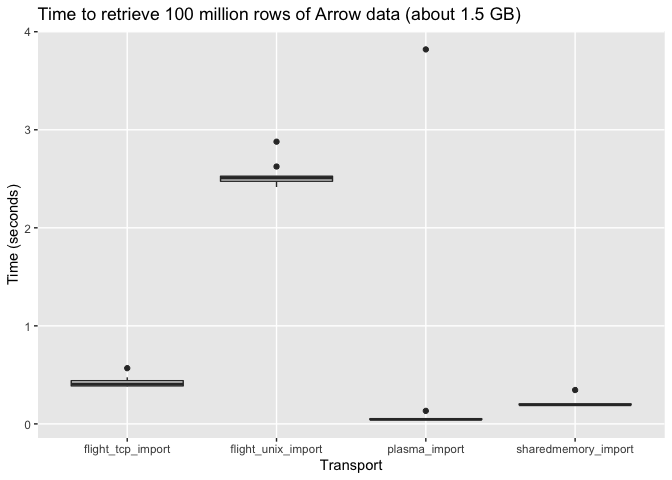 Time to retrieve 100 million rows of Arrow data (about 1.5 GB)
Time (seconds)
4
3
2
1
0
flight_tcp_import flight_unix_import plasma_import sharedmemory_import
Transport